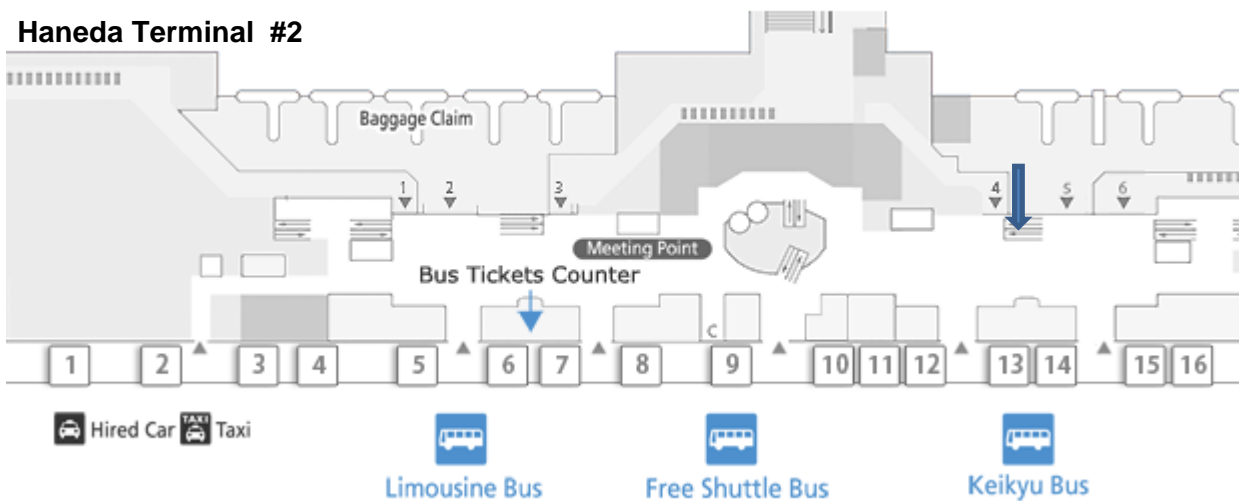 Haneda Terminal #2
Baggage Claim
1 2 3 4 5 6
Meeting Point
Bus Tickets Counter
C
1 2 3 4 5 6 7 8 9 10 11 12 13 14 15 16
Hired Car TAXI Taxi
Limousine Bus Free Shuttle Bus Keikyu Bus